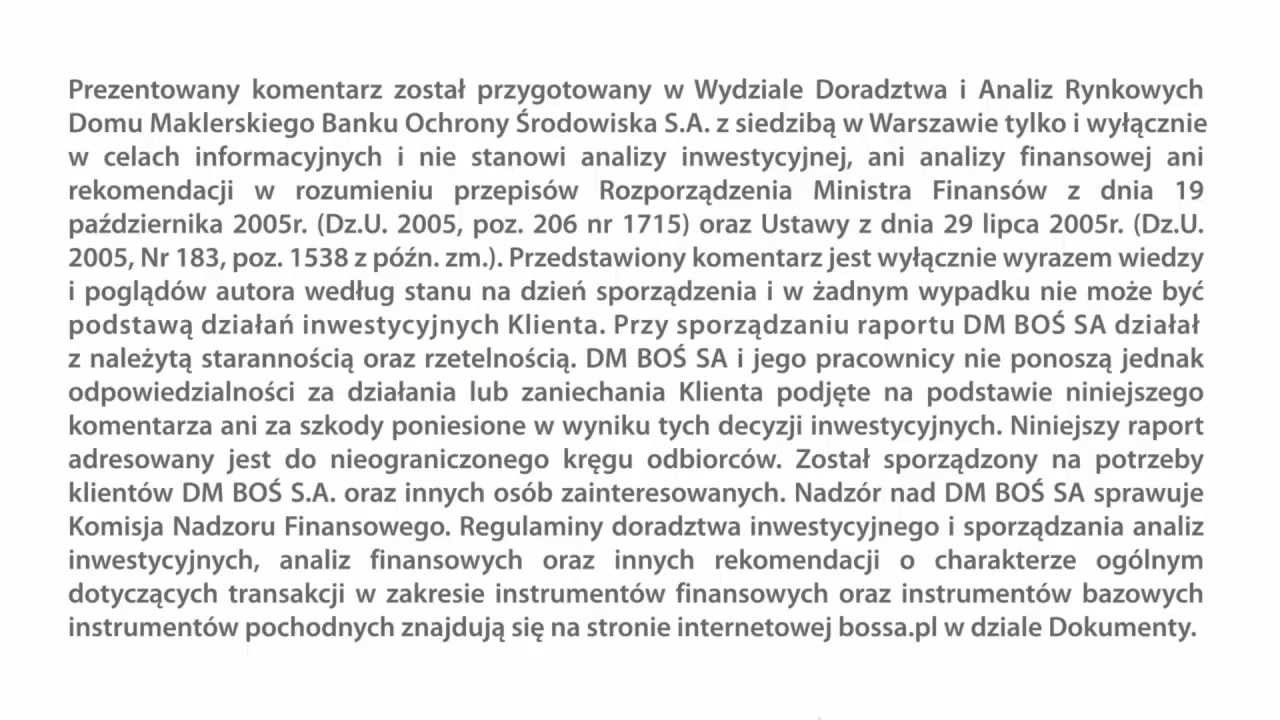 Prezentowany komentarz został przygotowany w Wydziale Doradztwa i Analiz Rynkowych
Domu Maklerskiego Banku Ochrony Środowiska S.A. z siedzibą w Warszawie tylko i wyłącznie
w celach informacyjnych i nie stanowi analizy inwestycyjnej, ani analizy finansowej ani
rekomendacji w rozumieniu przepisów Rozporządzenia Ministra Finansów z dnia 19
października 2005r. (Dz.U. 2005, poz. 206 nr 1715) oraz Ustawy z dnia 29 lipca 2005r. (Dz.U.
2005, Nr 183, poz. 1538 z późn. zm.). Przedstawiony komentarz jest wyłącznie wyrazem wiedzy
i poglądów autora według stanu na dzień sporządzenia i w żadnym wypadku nie może być
podstawą działań inwestycyjnych Klienta. Przy sporządzaniu raportu DM BOŚ SA działał
z należytą starannością oraz rzetelnością. DM BOŚ SA i jego pracownicy nie ponoszą jednak
odpowiedzialności za działania lub zaniechania Klienta podjęte na podstawie niniejszego
komentarza ani za szkody poniesione w wyniku tych decyzji inwestycyjnych. Niniejszy raport
adresowany jest do nieograniczonego kręgu odbiorców. Został sporządzony na potrzeby
klientów DM BOŚ S.A. oraz innych osób zainteresowanych. Nadzór nad DM BOŚ SA sprawuje
Komisja Nadzoru Finansowego. Regulaminy doradztwa inwestycyjnego i sporządzania analiz
inwestycyjnych, analiz finansowych oraz innych rekomendacji o charakterze ogólnym
dotyczących transakcji w zakresie instrumentów finansowych oraz instrumentów bazowych
instrumentów pochodnych znajdują się na stronie internetowej bossa.pl w dziale Dokumenty.